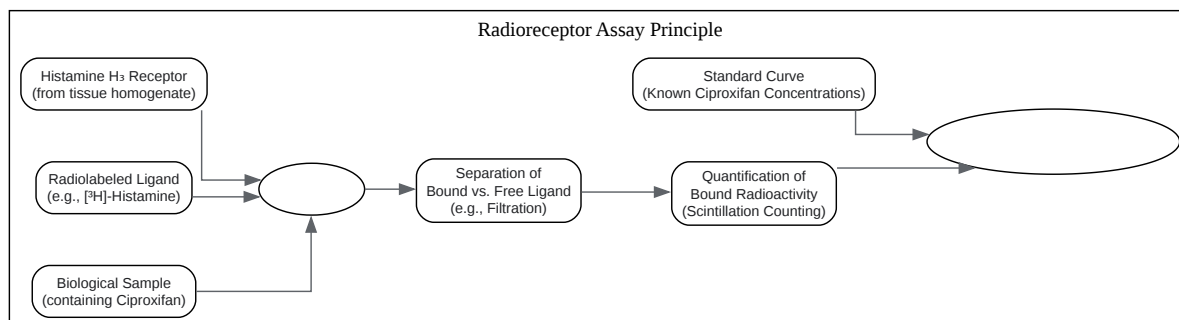 Radioreceptor Assay Principle
Histamine H₃ Receptor
(from tissue homogenate)
Standard Curve
(Known Ciproxifan Concentrations)
Radiolabeled Ligand
(e.g., [³H]-Histamine)
Separation of
Bound vs. Free Ligand
(e.g., Filtration)
Quantification of
Bound Radioactivity
(Scintillation Counting)
Biological Sample
(containing Ciproxifan)